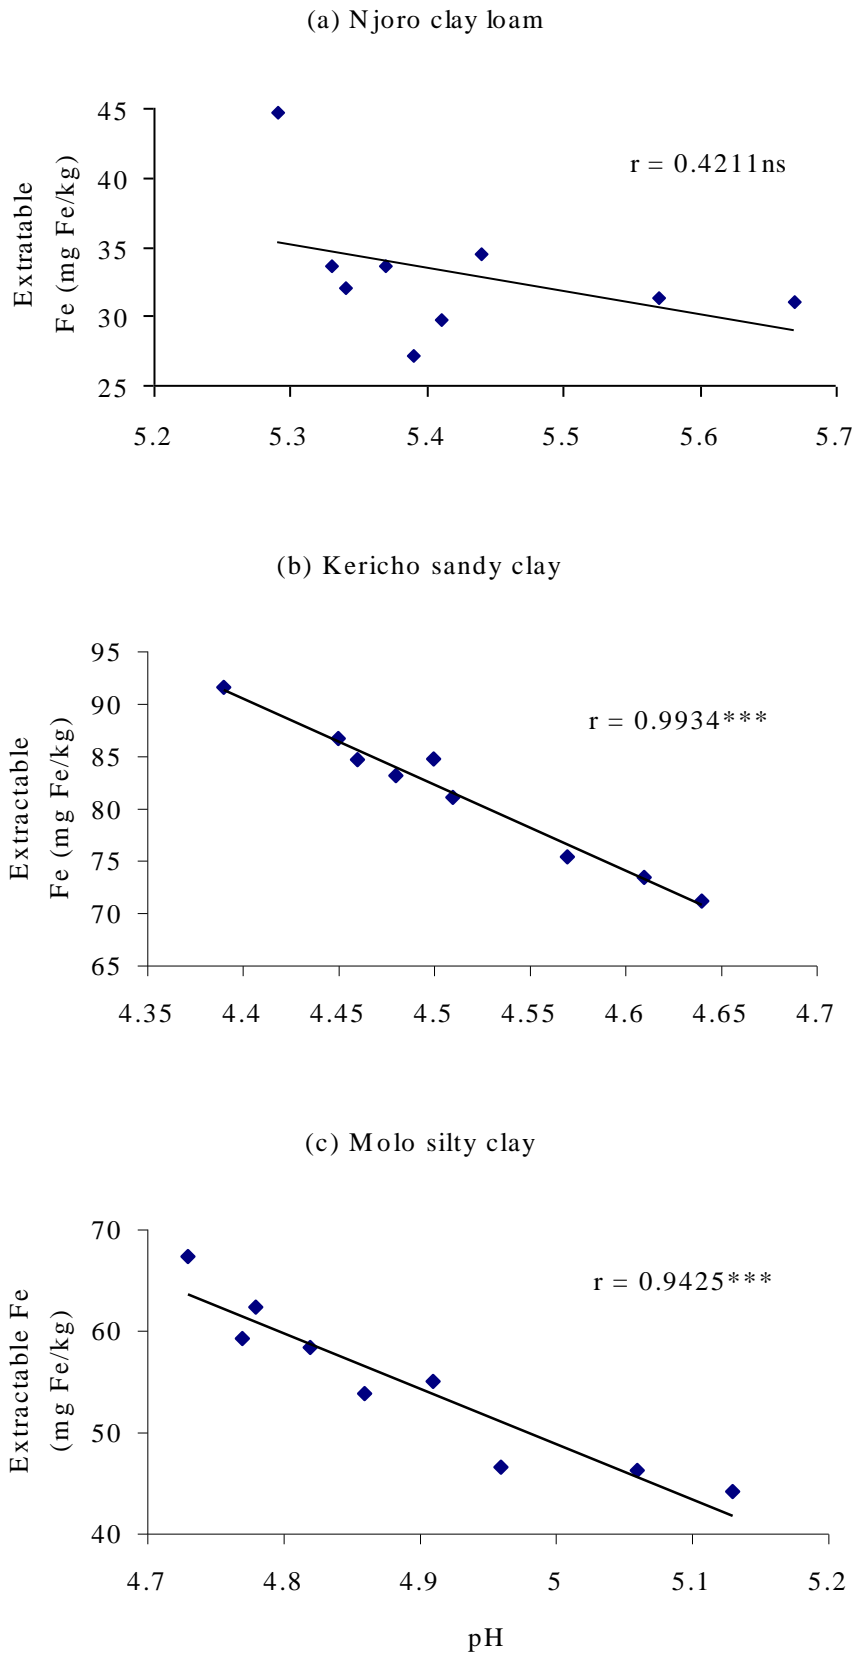 (a) Njoro clay loam
Extratable
Fe (mg Fe/kg)
45
40
35
30
25
r = 0.4211ns
5.2 5.3 5.4 5.5 5.6 5.7
(b) Kericho sandy clay
Extractable
Fe (mg Fe/kg)
95
90
85
80
75
70
65
r = 0.9934***
4.35 4.4 4.45 4.5 4.55 4.6 4.65 4.7
(c) Molo silty clay
Extractable Fe
(mg Fe/kg)
70
60
50
40
r = 0.9425***
4.7 4.8 4.9 5 5.1 5.2
pH